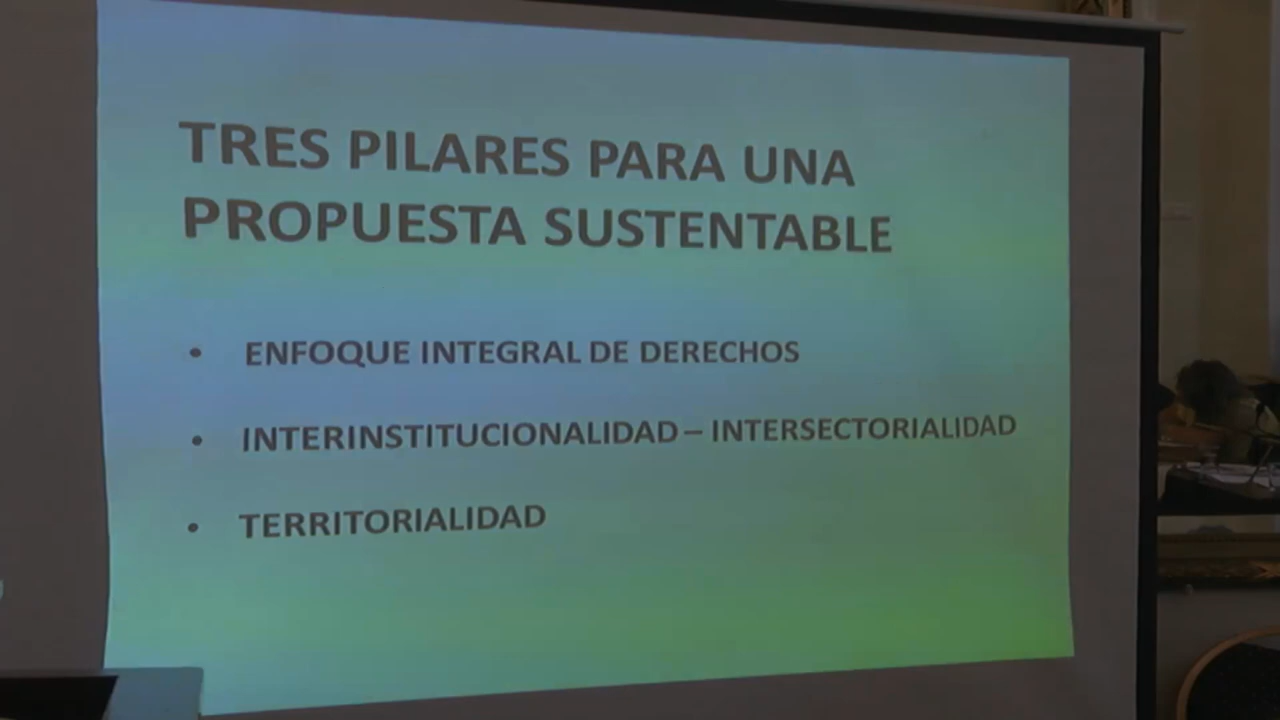 TRES PILARES PARA UNA
PROPUESTA SUSTENTABLE
• ENFOQUE INTEGRAL DE DERECHOS
• INTERINSTITUCIONALIDAD – INTERSECTORIALIDAD
• TERRITORIALIDAD